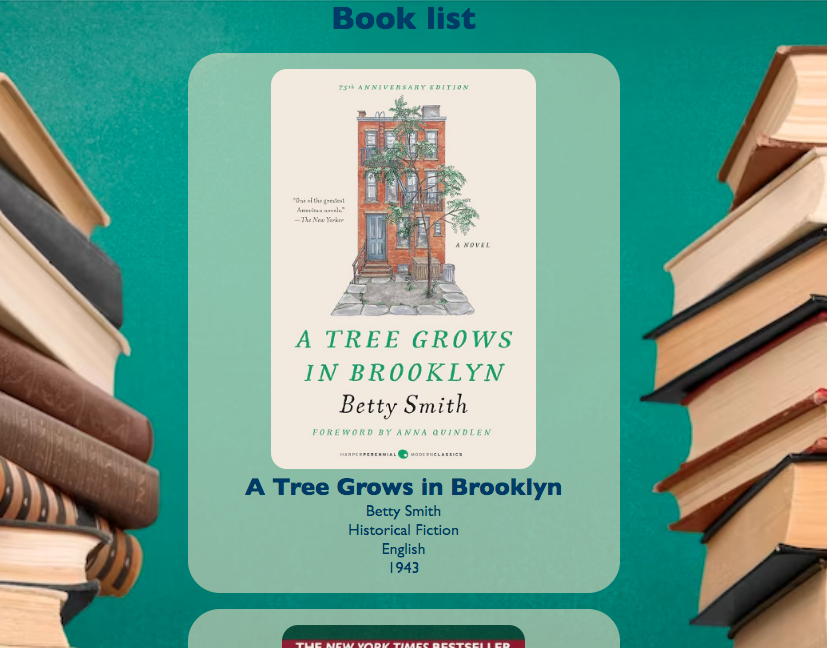 Book list
75th ANNIVERSARY EDITION
"One of the greatest
American novels."
—The New Yorker
A NOVEL
A TREE GROWS
IN BROOKLYN
Betty Smith
FOREWORD BY ANNA QUINDLEN
HARPERPERENNIAL MODERNCLASSICS
A Tree Grows in Brooklyn
Betty Smith
Historical Fiction
English
1943
THE NEW YORK TIMES BESTSELLER